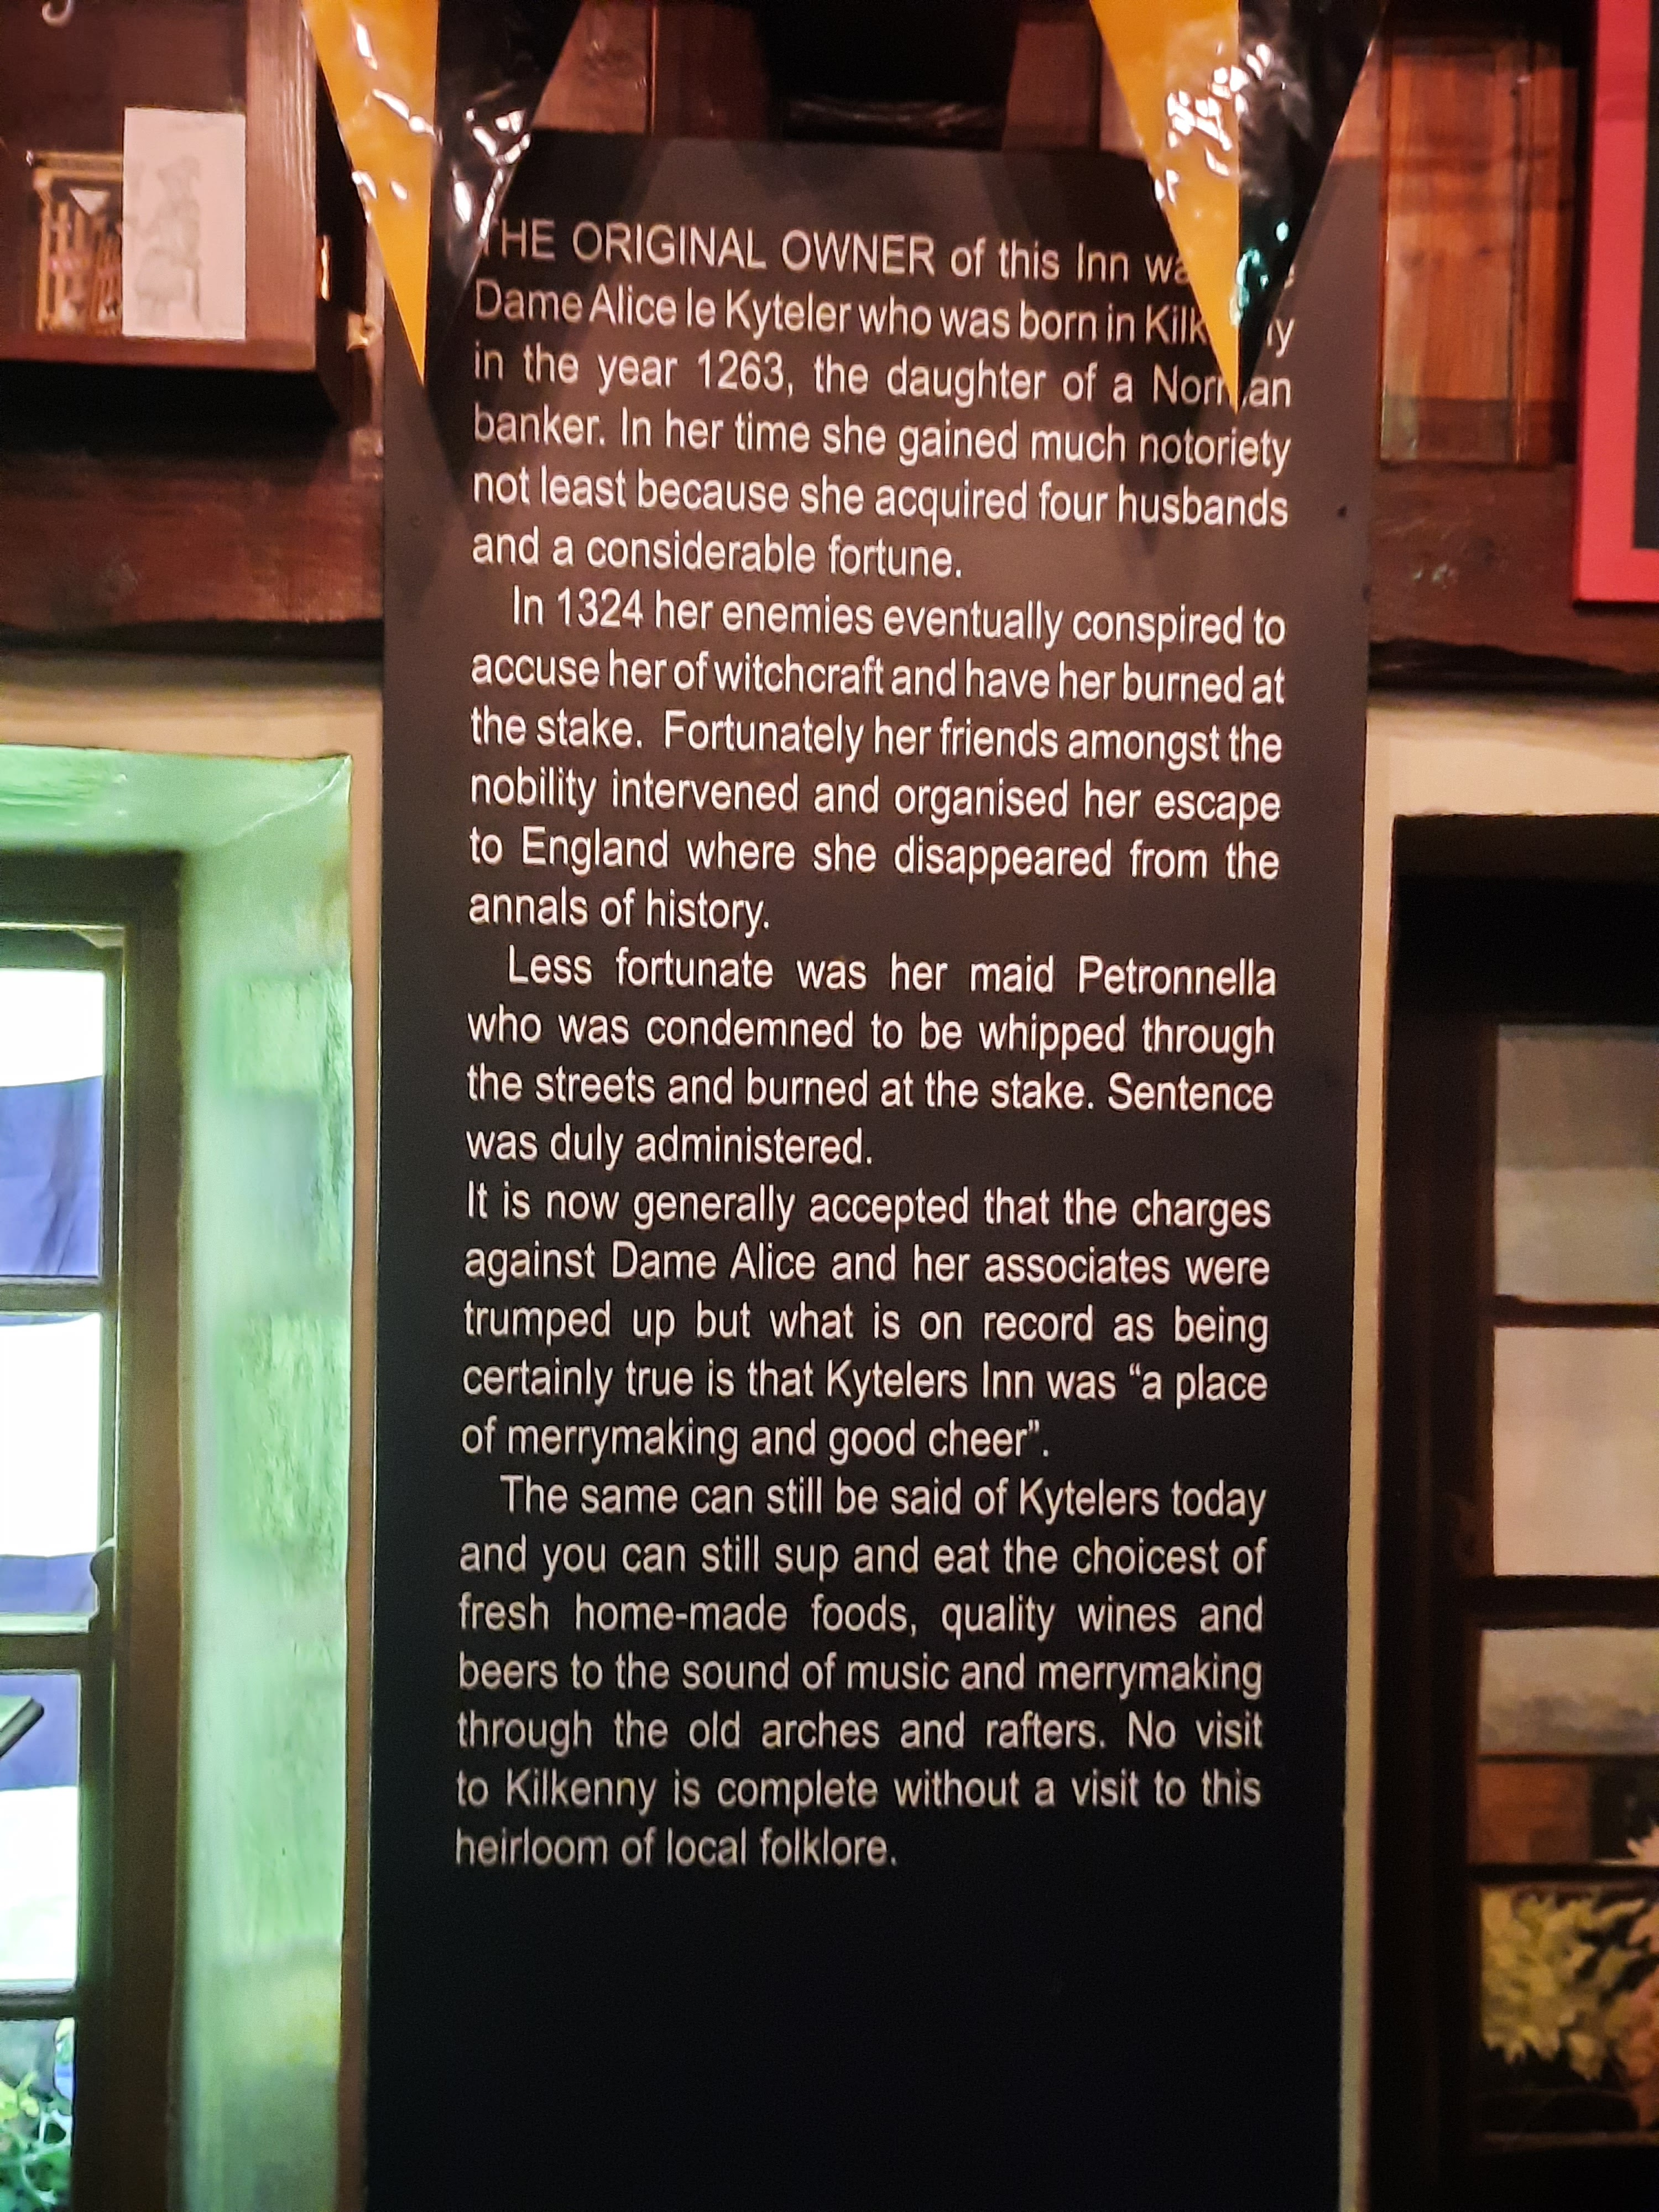 THE ORIGINAL OWNER of this Inn
Dame Alice le Kyteler who was born in Kilkenny
in the year 1263, the daughter of a Norman
banker. In her time she gained much notoriety
not least because she acquired four husbands
and a considerable fortune.
In 1324 her enemies eventually conspired to
accuse her of witchcraft and have her burned at
the stake. Fortunately her friends amongst the
nobility intervened and organised her escape
to England where she disappeared from the
annals of history.
Less fortunate was her maid Petronnella
who was condemned to be whipped through
the streets and burned at the stake. Sentence
was duly administered.
It is now generally accepted that the charges
against Dame Alice and her associates were
trumped up but what is on record as being
certainly true is that Kytelers Inn was “a place
of merrymaking and good cheer”.
The same can still be said of Kytelers today
and you can still sup and eat the choicest of
fresh home-made foods, quality wines and
beers to the sound of music and merrymaking
through the old arches and rafters. No visit
to Kilkenny is complete without a visit to this
heirloom of local folklore.